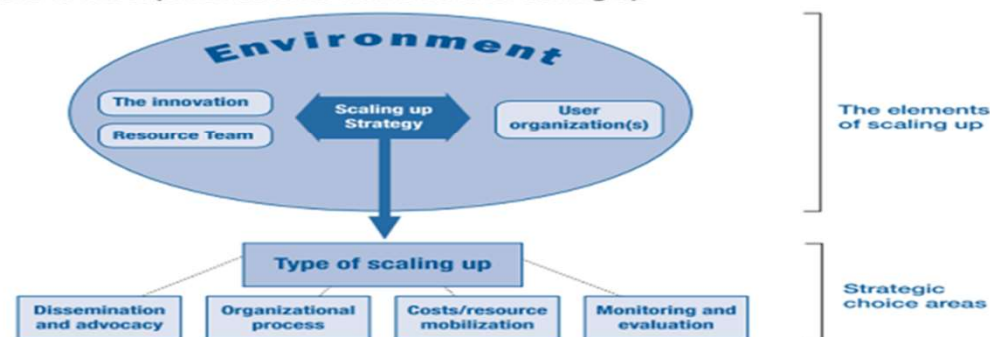 Environment
The innovation
Resource Team
Scaling up
Strategy
User
organization(s)
The elements
of scaling up
Type of scaling up
Strategic
choice areas
Dissemination
and advocacy
Organizational
process
Costs/resource
mobilization
Monitoring and
evaluation